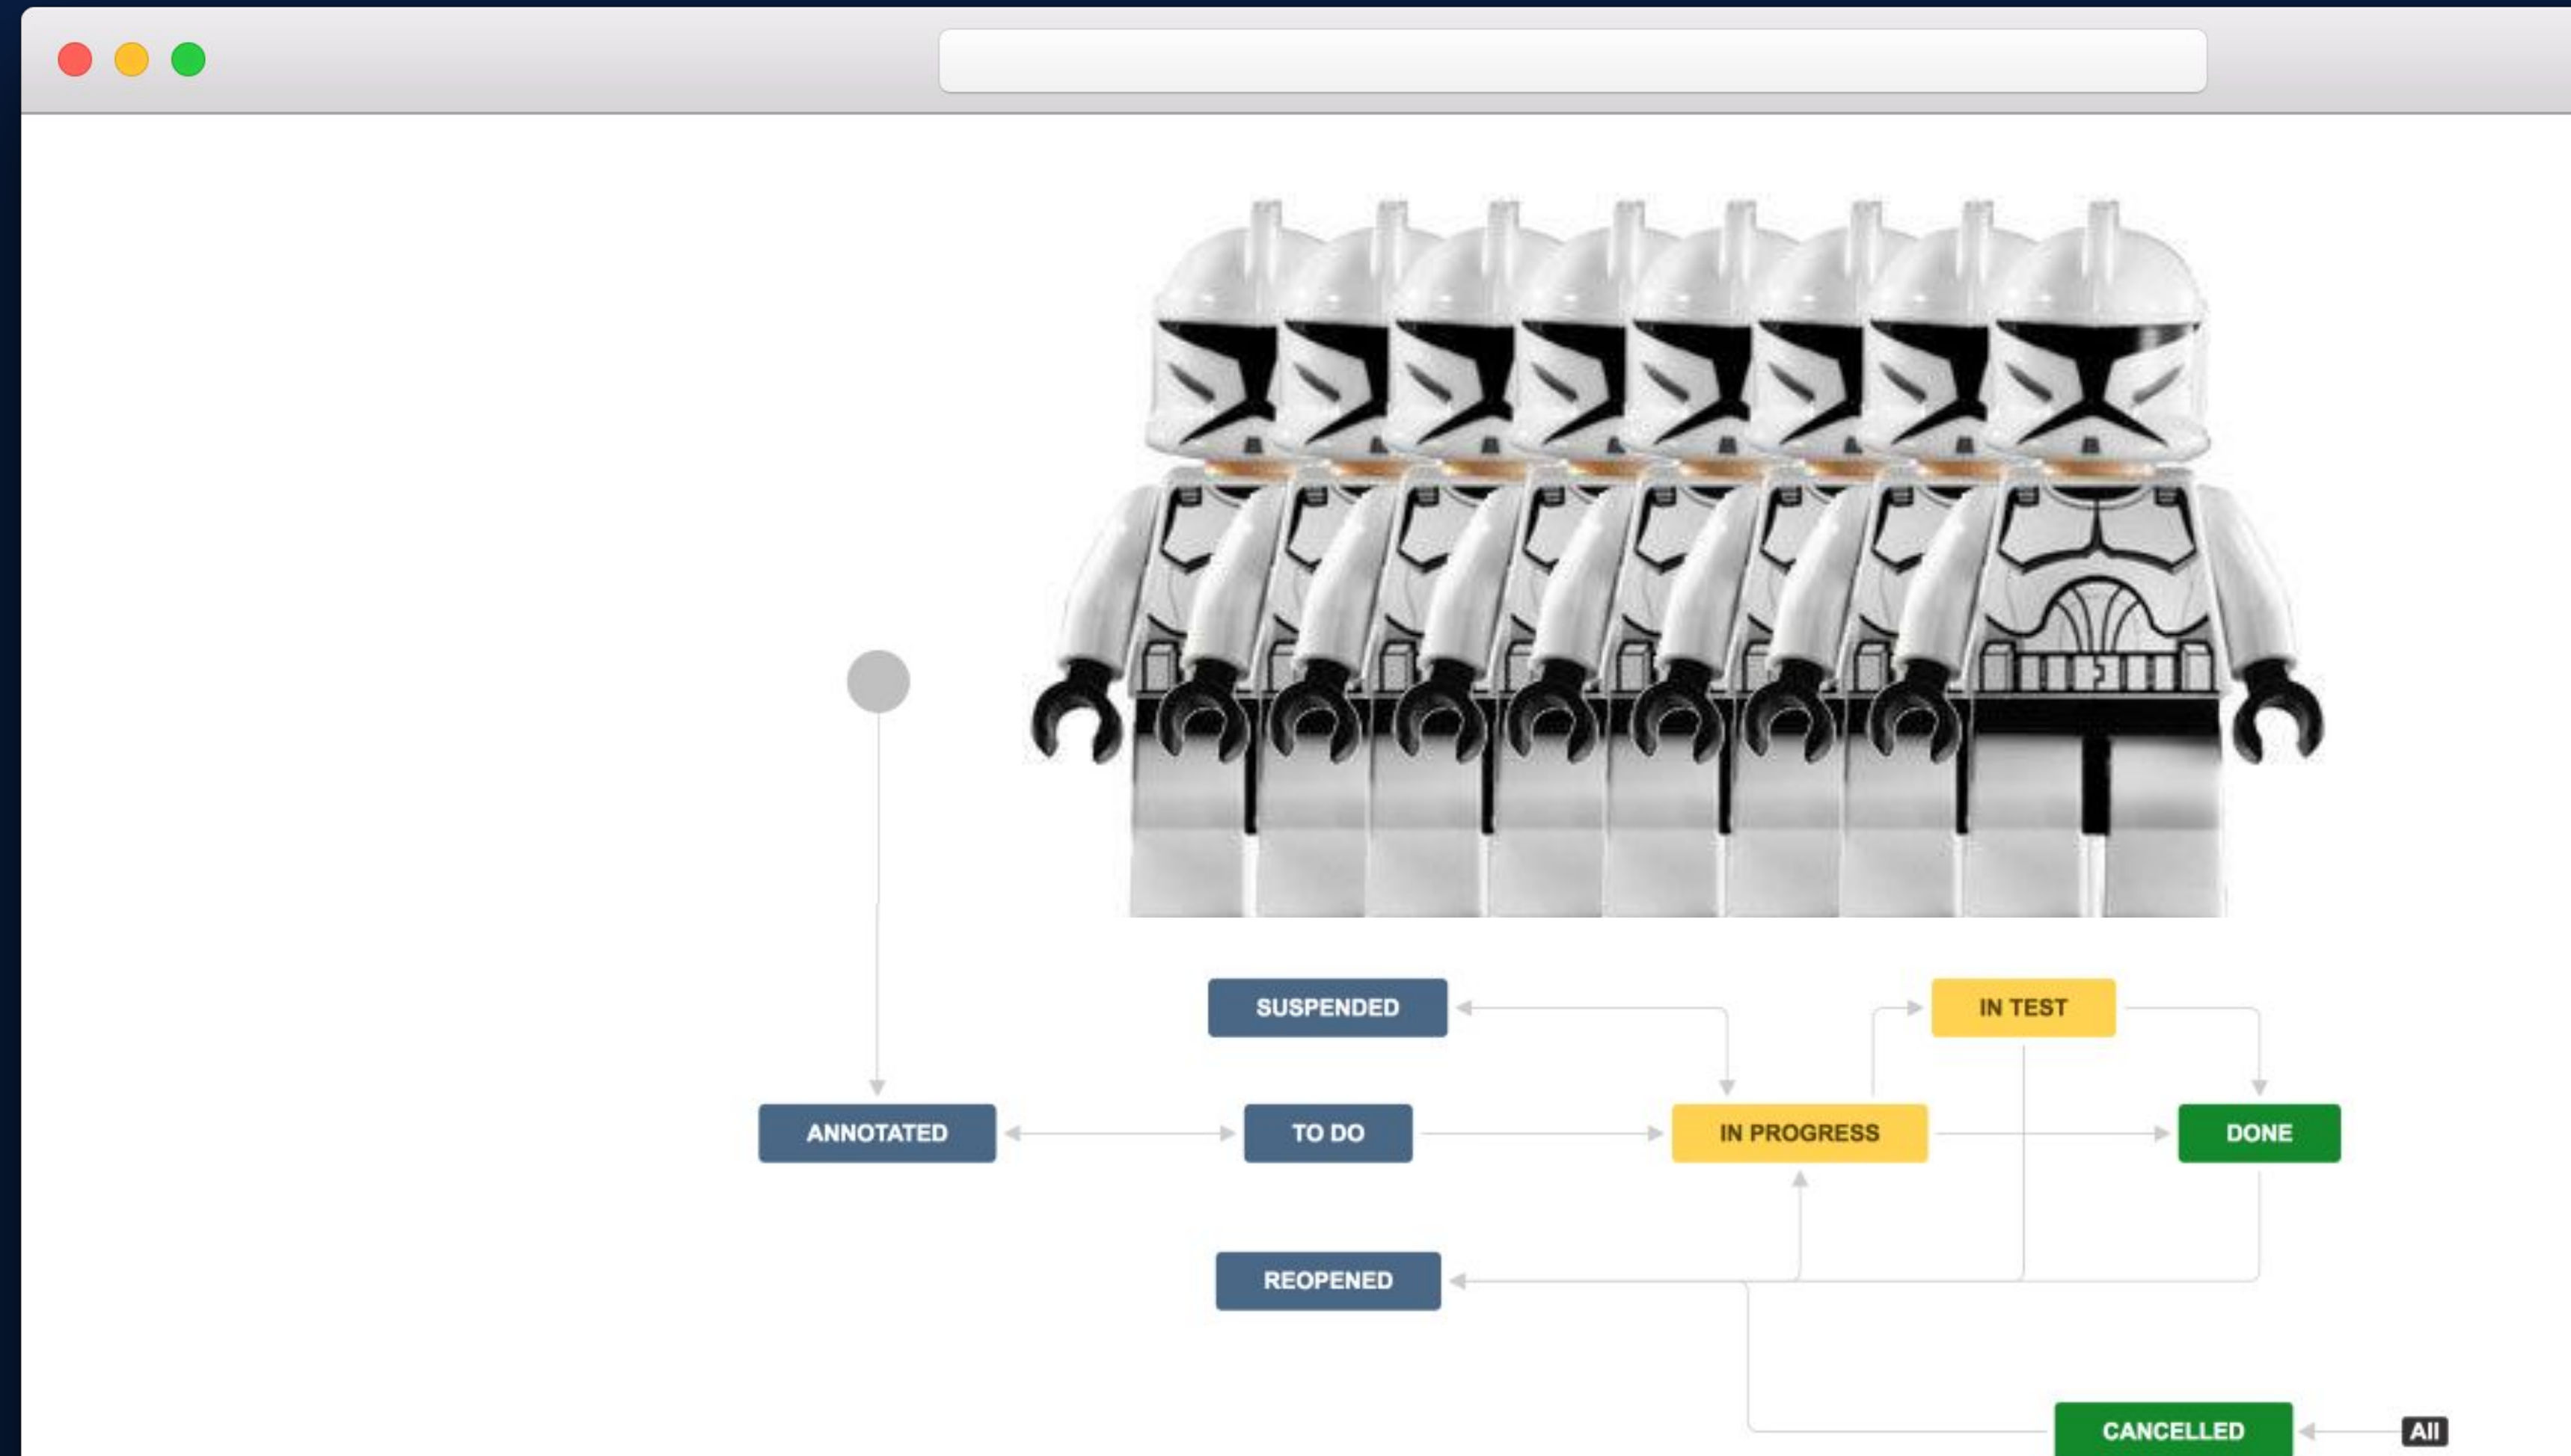 SUSPENDED
IN TEST
ANNOTATED
TO DO
IN PROGRESS
DONE
REOPENED
CANCELLED
All